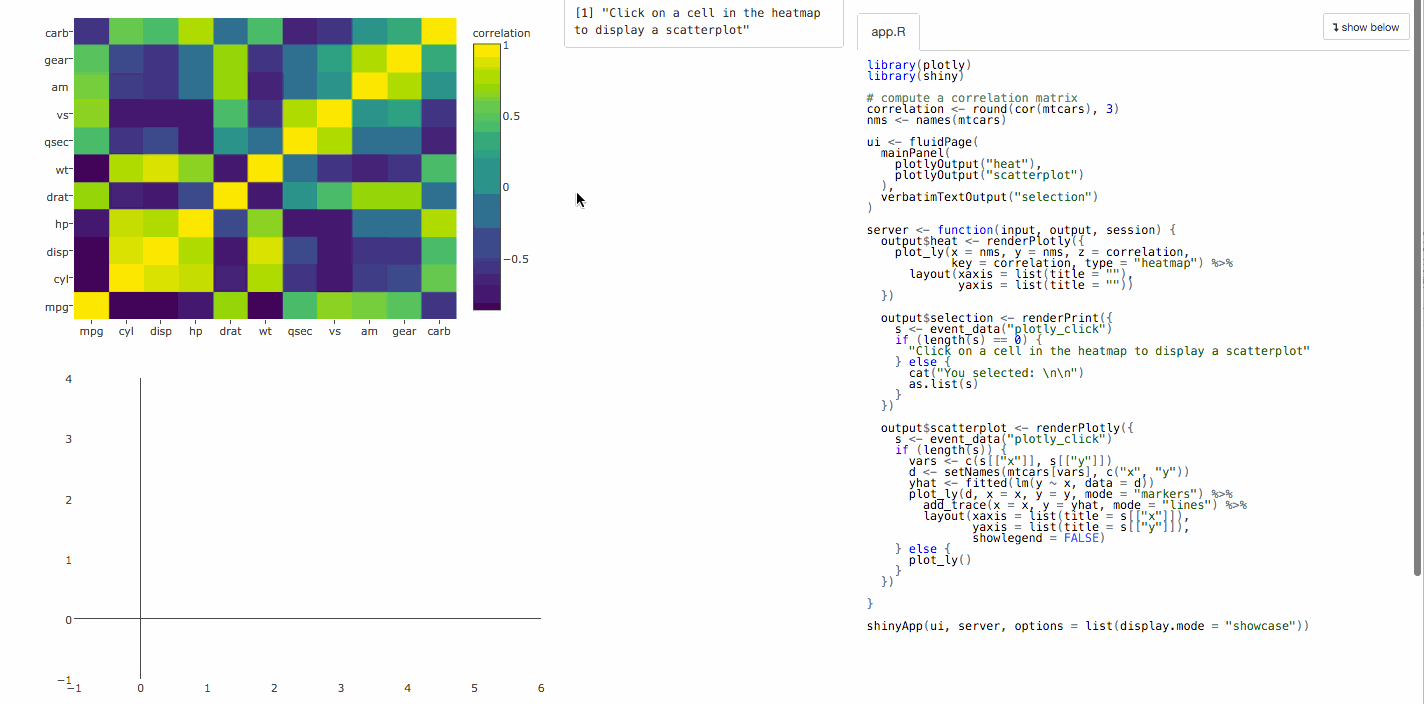 carb
gear
am
vs
qsec
wt
drat
hp
disp
cyl
mpg
mpg cyl disp hp drat wt qsec vs am gear carb
correlation
1
0.5
0
−0.5
4
3
2
1
0
−1
−1 0 1 2 3 4 5 6
[1] "Click on a cell in the heatmap
to display a scatterplot"
app.R
↴ show below
library(plotly)
library(shiny)
# compute a correlation matrix
correlation <- round(cor(mtcars), 3)
nms <- names(mtcars)
ui <- fluidPage(
  mainPanel(
    plotlyOutput("heat"),
    plotlyOutput("scatterplot")
  ),
  verbatimTextOutput("selection")
)
server <- function(input, output, session) {
  output$heat <- renderPlotly({
    plot_ly(x = nms, y = nms, z = correlation,
            key = correlation, type = "heatmap") %>%
      layout(xaxis = list(title = ""),
             yaxis = list(title = ""))
  })
  output$selection <- renderPrint({
    s <- event_data("plotly_click")
    if (length(s) == 0) {
      "Click on a cell in the heatmap to display a scatterplot"
    } else {
      cat("You selected: \n\n")
      as.list(s)
    }
  })
  output$scatterplot <- renderPlotly({
    s <- event_data("plotly_click")
    if (length(s)) {
      vars <- c(s[["x"]], s[["y"]])
      d <- setNames(mtcars[vars], c("x", "y"))
      yhat <- fitted(lm(y ~ x, data = d))
      plot_ly(d, x = x, y = y, mode = "markers") %>%
        add_trace(x = x, y = yhat, mode = "lines") %>%
        layout(xaxis = list(title = s[["x"]]),
               yaxis = list(title = s[["y"]]),
               showlegend = FALSE)
    } else {
      plot_ly()
    }
  })
}
shinyApp(ui, server, options = list(display.mode = "showcase"))